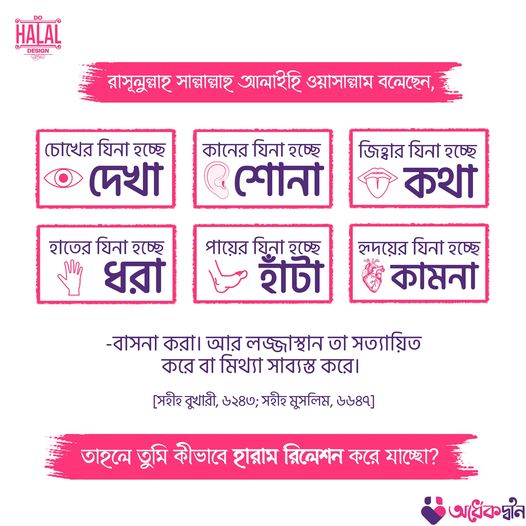 DO
HALAL
DESIGN
রাসূলুল্লাহ সাল্লাল্লাহু আলাইহি ওয়াসাল্লাম বলেছেন,
চোখের যিনা হচ্ছে
দেখা
কানের যিনা হচ্ছে
শোনা
জিহ্বার যিনা হচ্ছে
কথা
হাতের যিনা হচ্ছে
ধরা
পায়ের যিনা হচ্ছে
হাঁটা
হৃদয়ের যিনা হচ্ছে
কামনা
-বাসনা করা। আর লজ্জাস্থান তা সত্যায়িত
করে বা মিথ্যা সাব্যস্ত করে।
[সহীহ বুখারী, ৬২৪৩; সহীহ মুসলিম, ৬৬৪৭]
তাহলে তুমি কীভাবে হারাম রিলেশন করে যাচ্ছো?
অর্ধেকদ্বীন